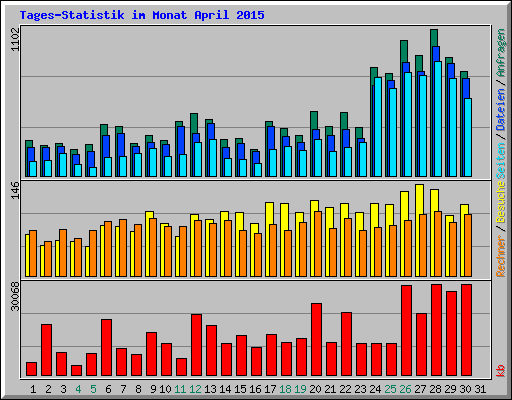 Tages-Statistik im Monat April 2015
1102
146
30068
Rechner / Besuche Seiten / Dateien / Anfragen
kb
1 2 3 4 5 6 7 8 9 10 11 12 13 14 15 16 17 18 19 20 21 22 23 24 25 26 27 28 29 30 31